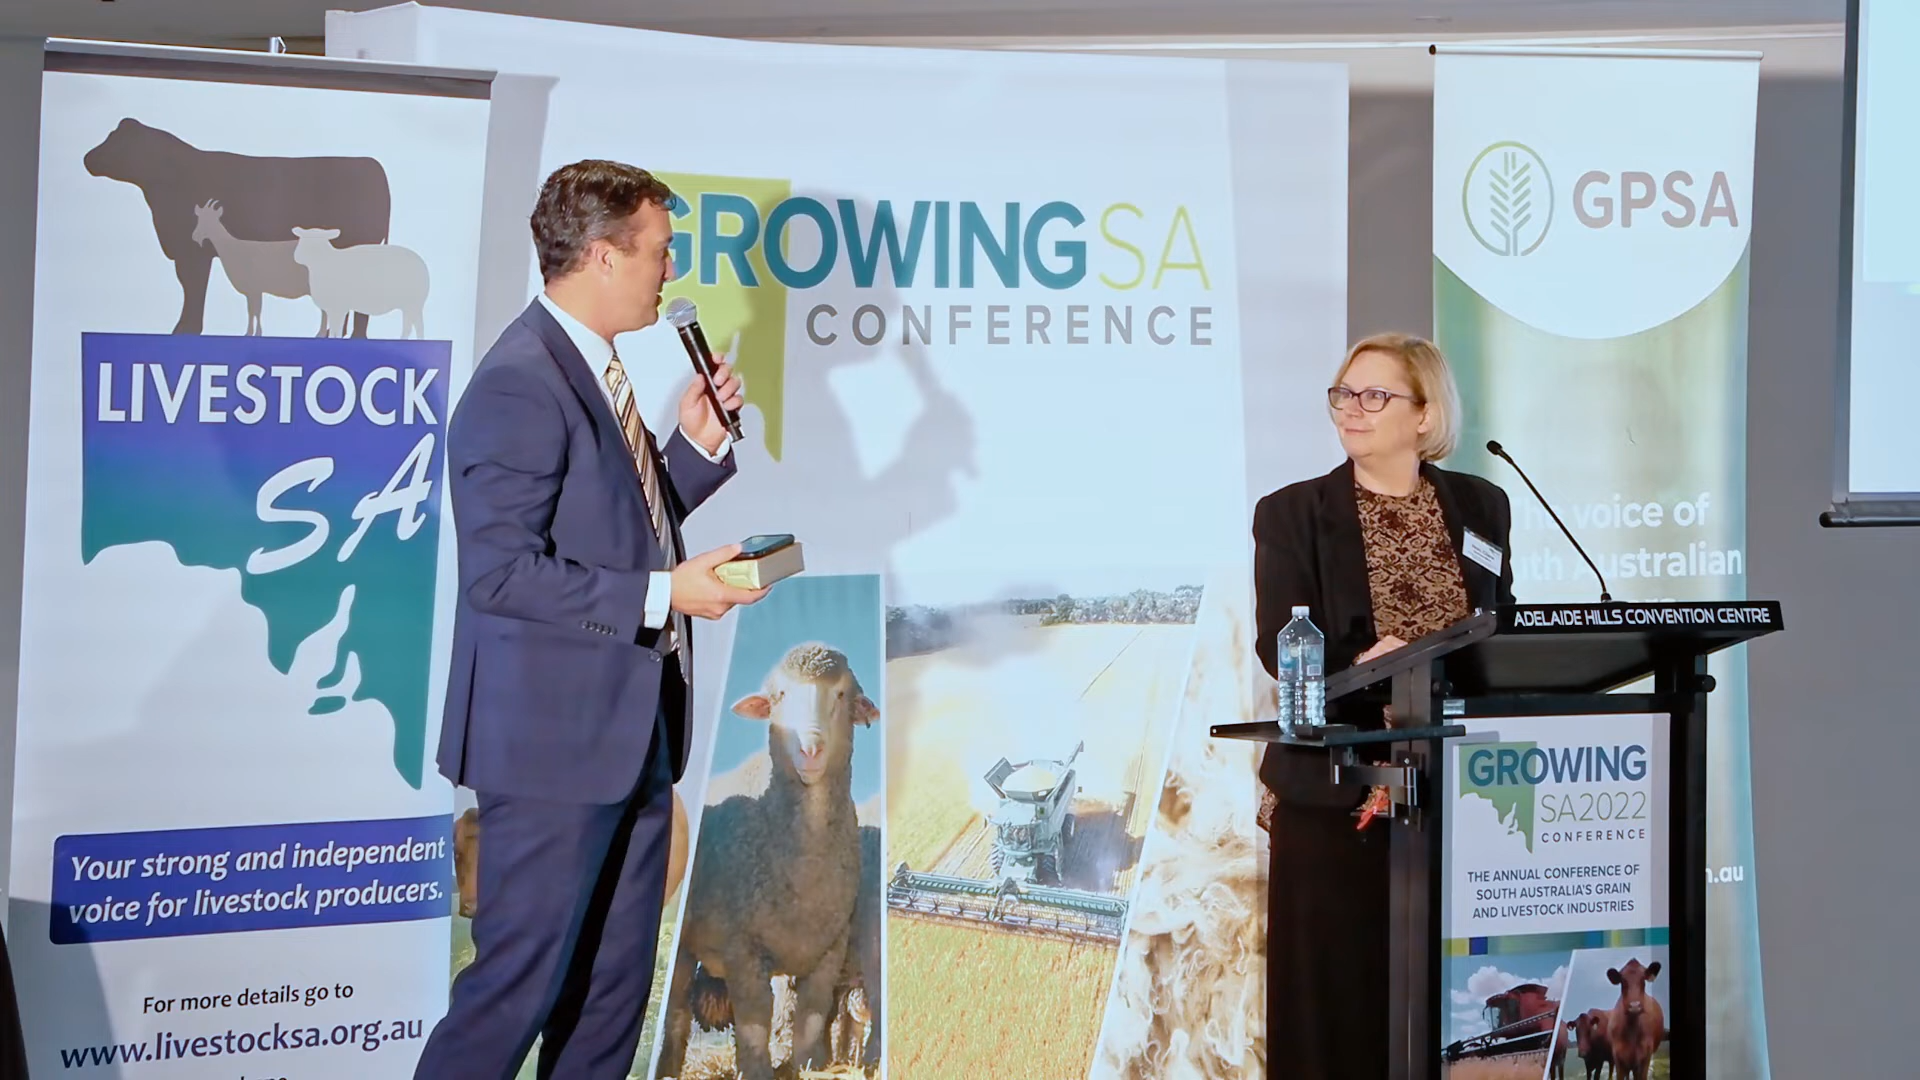 LIVESTOCK
SA
Your strong and independent
voice for livestock producers.
For more details go to
www.livestocksa.org.au
GROWING SA
CONFERENCE
GPSA
voice of
Australian
.au
ADELAIDE HILLS CONVENTION CENTRE
GROWING
SA2022
CONFERENCE
THE ANNUAL CONFERENCE OF
SOUTH AUSTRALIA'S GRAIN
AND LIVESTOCK INDUSTRIES